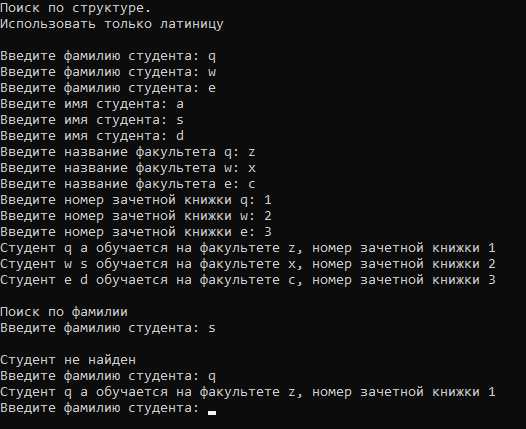 Поиск по структуре.
Использовать только латиницу
Введите фамилию студента: q
Введите фамилию студента: w
Введите фамилию студента: e
Введите имя студента: a
Введите имя студента: s
Введите имя студента: d
Введите название факультета q: z
Введите название факультета w: x
Введите название факультета e: c
Введите номер зачетной книжки q: 1
Введите номер зачетной книжки w: 2
Введите номер зачетной книжки e: 3
Студент q a обучается на факультете z, номер зачетной книжки 1
Студент w s обучается на факультете x, номер зачетной книжки 2
Студент e d обучается на факультете c, номер зачетной книжки 3
Поиск по фамилии
Введите фамилию студента: s
Студент не найден
Введите фамилию студента: q
Студент q a обучается на факультете z, номер зачетной книжки 1
Введите фамилию студента: